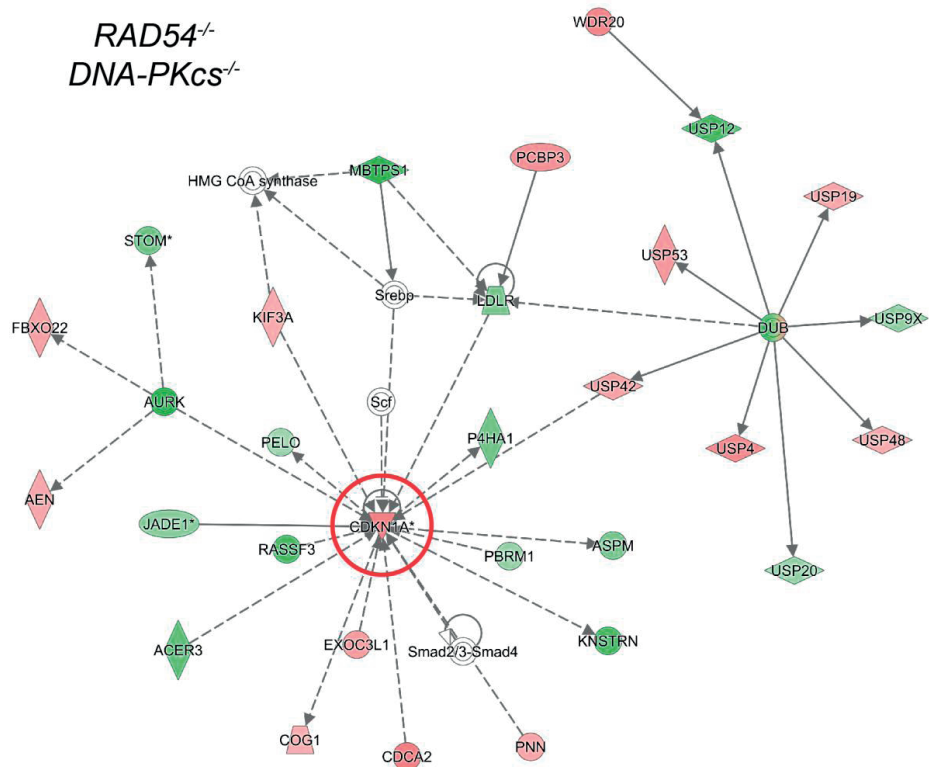 RAD54-/-
DNA-PKcs-/-
WDR20
USP12
MBTPS1
PCBP3
HMG CoA synthase
USP19
STOM*
USP53
Srebp
LDLR
FBXO22
KIF3A
DUB
USP9X
USP42
AURK
Scf
PELO
P4HA1
USP4
USP48
AEN
JADE1*
CDKN1A*
RASSF3
PBRM1
ASPM
USP20
ACER3
EXOC3L1
Smad2/3-Smad4
KNSTRN
COG1
CDCA2
PNN